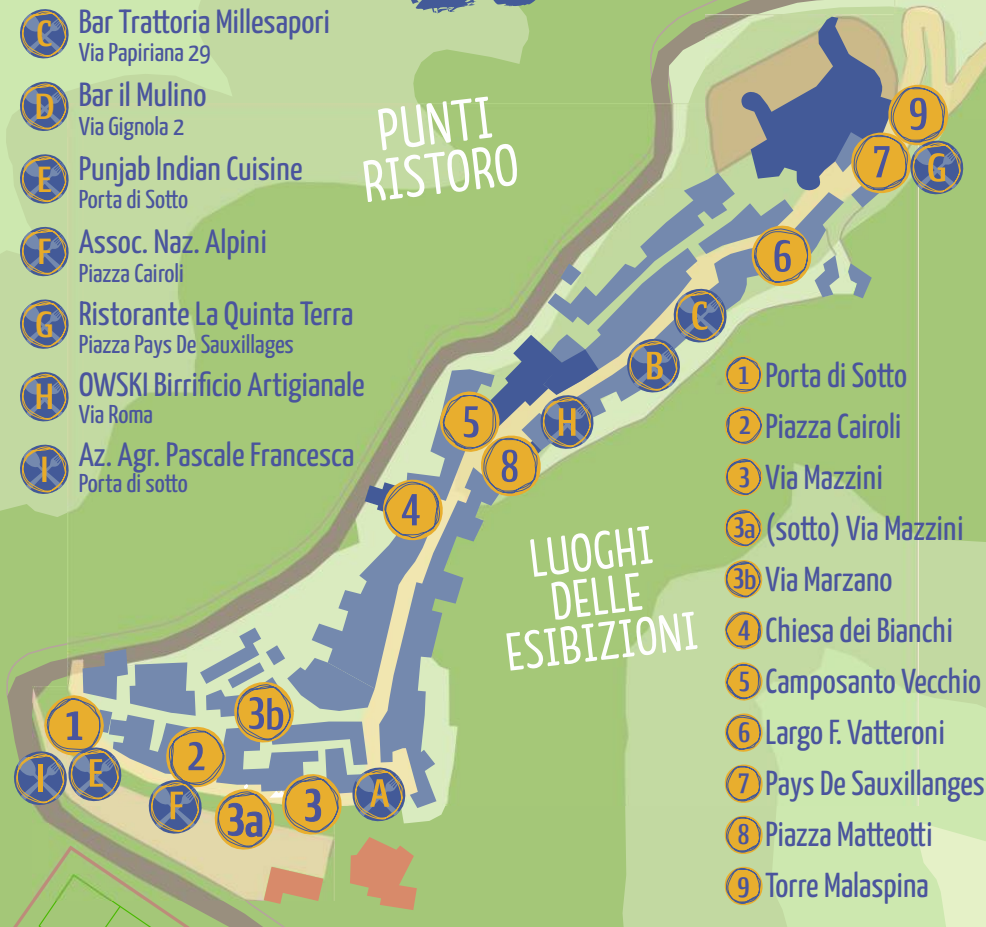 C
Bar Trattoria Millesapori
Via Papiriana 29
D
Bar il Mulino
Via Gignola 2
E
Punjab Indian Cuisine
Porta di Sotto
F
Assoc. Naz. Alpini
Piazza Cairoli
G
Ristorante La Quinta Terra
Piazza Pays De Sauxillages
H
OWSKI Birrificio Artigianale
Via Roma
I
Az. Agr. Pascale Francesca
Porta di sotto
PUNTI
RISTORO
9
7
G
6
C
B
5
H
8
4
LUOGHI
DELLE
ESIBIZIONI
3b
1
2
I
E
F
3a
3
A
1 Porta di Sotto
2 Piazza Cairoli
3 Via Mazzini
3a (sotto) Via Mazzini
3b Via Marzano
4 Chiesa dei Bianchi
5 Camposanto Vecchio
6 Largo F. Vatteroni
7 Pays De Sauxillanges
8 Piazza Matteotti
9 Torre Malaspina